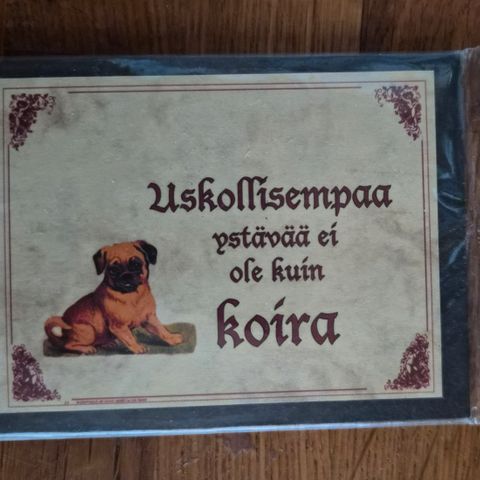 Uskollisempaa
ystävää ei
ole kuin
koira